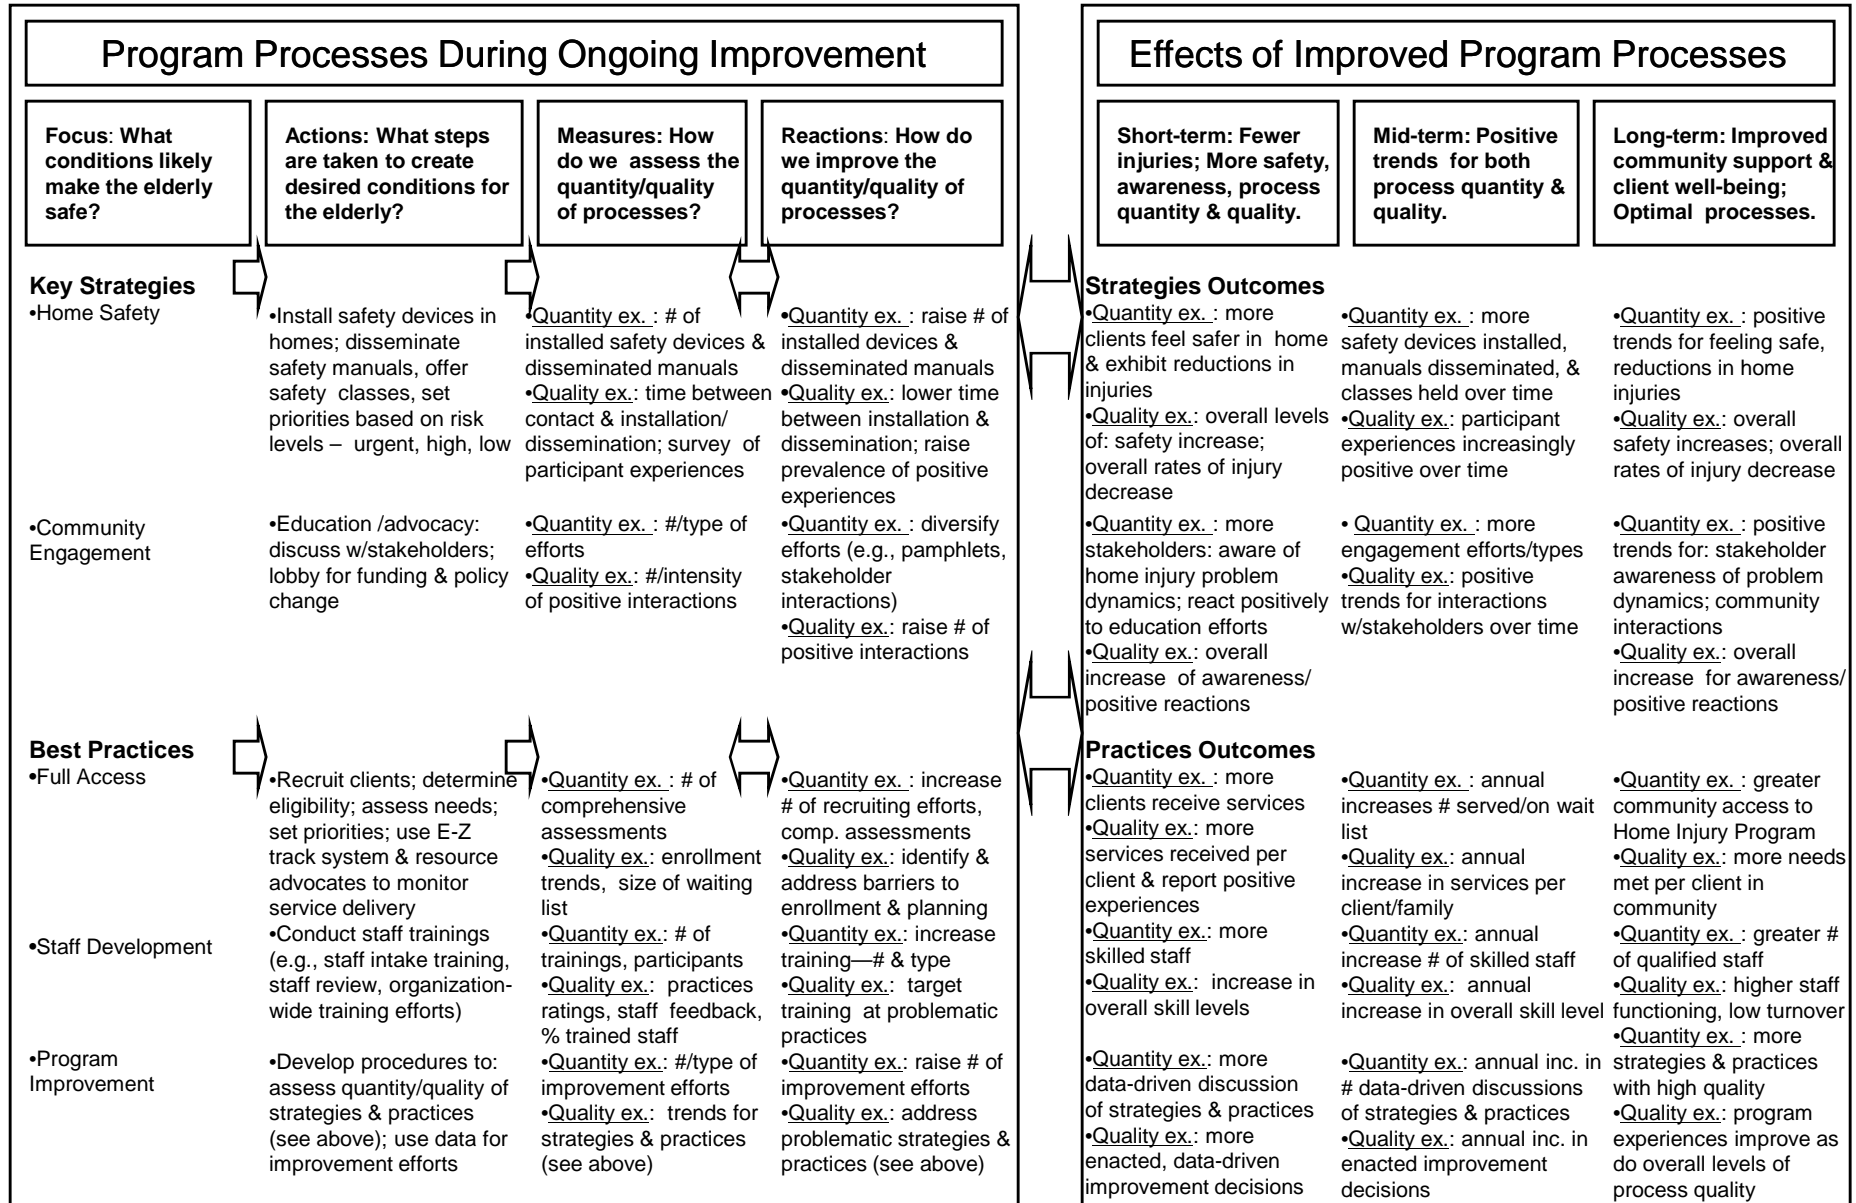 Program Processes During Ongoing Improvement
Focus: What
conditions likely
make the elderly
safe?
Actions: What steps
are taken to create
desired conditions for
the elderly?
Measures: How
do we assess the
quantity/quality
of processes?
Reactions: How do
we improve the
quantity/quality of
processes?
Key Strategies
•Home Safety
•Install safety devices in
homes; disseminate
safety manuals, offer
safety classes, set
priorities based on risk
levels – urgent, high, low
•Quantity ex. : # of
installed safety devices &
disseminated manuals
•Quality ex.: time between
contact & installation/
dissemination; survey of
participant experiences
•Quantity ex. : raise # of
installed devices &
disseminated manuals
•Quality ex.: lower time
between installation &
dissemination; raise
prevalence of positive
experiences
•Community
Engagement
•Education /advocacy:
discuss w/stakeholders;
lobby for funding & policy
change
•Quantity ex. : #/type of
efforts
•Quality ex.: #/intensity
of positive interactions
•Quantity ex. : diversify
efforts (e.g., pamphlets,
stakeholder
interactions)
•Quality ex.: raise # of
positive interactions
Best Practices
•Full Access
•Recruit clients; determine
eligibility; assess needs;
set priorities; use E-Z
track system & resource
advocates to monitor
service delivery
•Quantity ex. : # of
comprehensive
assessments
•Quality ex.: enrollment
trends, size of waiting
list
•Quantity ex. : increase
# of recruiting efforts,
comp. assessments
•Quality ex.: identify &
address barriers to
enrollment & planning
•Staff Development
•Conduct staff trainings
(e.g., staff intake training,
staff review, organization-
wide training efforts)
•Quantity ex.: # of
trainings, participants
•Quality ex.: practices
ratings, staff feedback,
% trained staff
•Quantity ex.: increase
training—# & type
•Quality ex.: target
training at problematic
practices
•Program
Improvement
•Develop procedures to:
assess quantity/quality of
strategies & practices
(see above); use data for
improvement efforts
•Quantity ex.: #/type of
improvement efforts
•Quality ex.: trends for
strategies & practices
(see above)
•Quantity ex.: raise # of
improvement efforts
•Quality ex.: address
problematic strategies &
practices (see above)
Effects of Improved Program Processes
Short-term: Fewer
injuries; More safety,
awareness, process
quantity & quality.
Mid-term: Positive
trends for both
process quantity &
quality.
Long-term: Improved
community support &
client well-being;
Optimal processes.
Strategies Outcomes
•Quantity ex. : more
clients feel safer in home
& exhibit reductions in
injuries
•Quality ex.: overall levels
of: safety increase;
overall rates of injury
decrease
•Quantity ex. : more
safety devices installed,
manuals disseminated, &
classes held over time
•Quality ex.: participant
experiences increasingly
positive over time
•Quantity ex. : positive
trends for feeling safe,
reductions in home
injuries
•Quality ex.: overall
safety increases; overall
rates of injury decrease
•Quantity ex. : more
stakeholders: aware of
home injury problem
dynamics; react positively
to education efforts
•Quality ex.: overall
increase of awareness/
positive reactions
• Quantity ex. : more
engagement efforts/types
•Quality ex.: positive
trends for interactions
w/stakeholders over time
•Quantity ex. : positive
trends for: stakeholder
awareness of problem
dynamics; community
interactions
•Quality ex.: overall
increase for awareness/
positive reactions
Practices Outcomes
•Quantity ex. : more
clients receive services
•Quality ex.: more
services received per
client & report positive
experiences
•Quantity ex. : annual
increases # served/on wait
list
•Quality ex.: annual
increase in services per
client/family
•Quantity ex. : greater
community access to
Home Injury Program
•Quality ex.: more needs
met per client in
community
•Quantity ex.: more
skilled staff
•Quality ex.: increase in
overall skill levels
•Quantity ex.: annual
increase # of skilled staff
•Quality ex.: annual
increase in overall skill level
•Quantity ex. : greater #
of qualified staff
•Quality ex.: higher staff
functioning, low turnover
•Quantity ex.: more
data-driven discussion
of strategies & practices
•Quality ex.: more
enacted, data-driven
improvement decisions
•Quantity ex.: annual inc. in
# data-driven discussions
of strategies & practices
•Quality ex.: annual inc. in
enacted improvement
decisions
•Quantity ex. : more
strategies & practices
with high quality
•Quality ex.: program
experiences improve as
do overall levels of
process quality